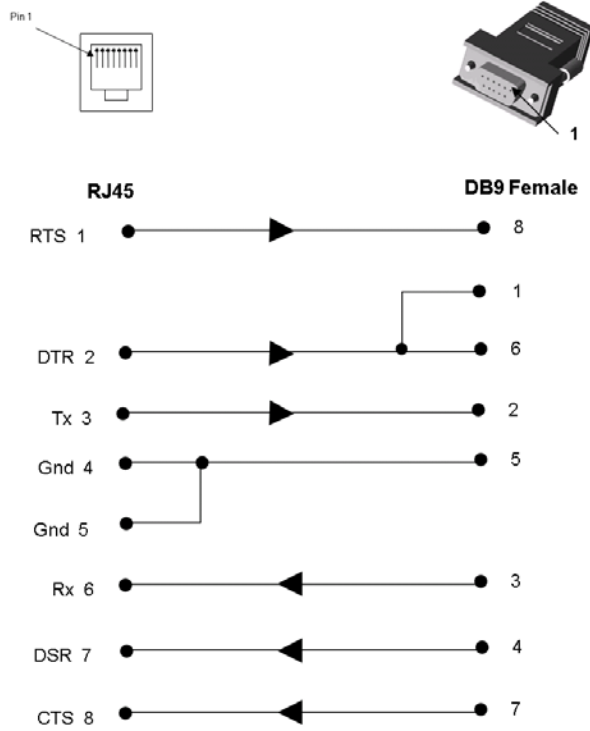 Pin 1
1
RJ45 DB9 Female
RTS 1 8
1
DTR 2 6
Tx 3 2
Gnd 4 5
Gnd 5
Rx 6 3
DSR 7 4
CTS 8 7